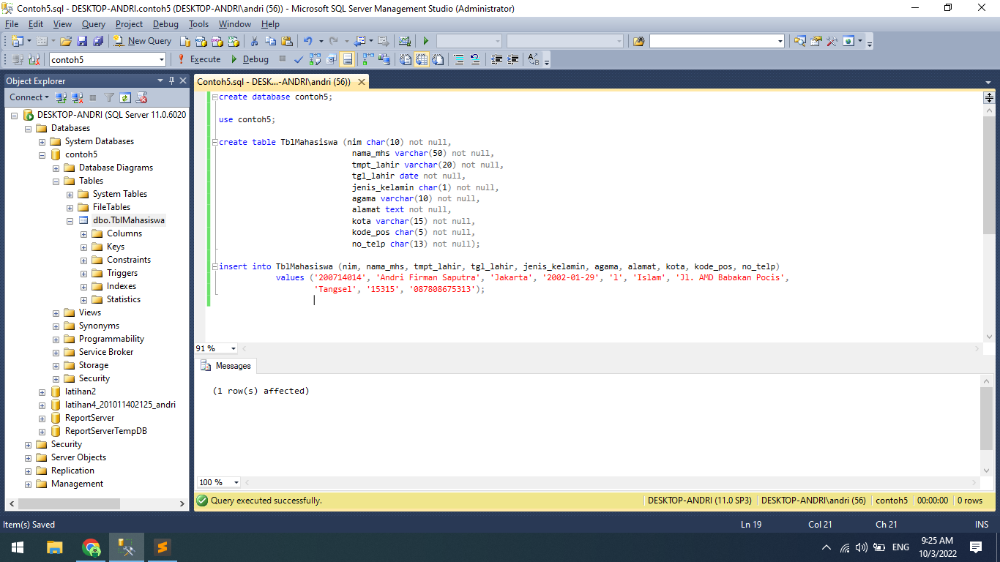 Contoh5.sql - DESKTOP-ANDRI.contoh5 (DESKTOP-ANDRI\andri (56)) - Microsoft SQL Server Management Studio (Administrator)
File Edit View Query Project Debug Tools Window Help
New Query
contoh5 Execute Debug
Object Explorer
Connect
DESKTOP-ANDRI (SQL Server 11.0.6020
Databases
System Databases
contoh5
Database Diagrams
Tables
System Tables
FileTables
dbo.TblMahasiswa
Columns
Keys
Constraints
Triggers
Indexes
Statistics
Views
Synonyms
Programmability
Service Broker
Storage
Security
latihan2
latihan4_201011402125_andri
ReportServer
ReportServerTempDB
Security
Server Objects
Replication
Management
Contoh5.sql - DESK...-ANDRI\andri (56))
create database contoh5;
use contoh5;
create table TblMahasiswa (nim char(10) not null,
nama_mhs varchar(50) not null,
tmpt_lahir varchar(20) not null,
tgl_lahir date not null,
jenis_kelamin char(1) not null,
agama varchar(10) not null,
alamat text not null,
kota varchar(15) not null,
kode_pos char(5) not null,
no_telp char(13) not null);
insert into TblMahasiswa (nim, nama_mhs, tmpt_lahir, tgl_lahir, jenis_kelamin, agama, alamat, kota, kode_pos, no_telp)
values ('200714014', 'Andri Firman Saputra', 'Jakarta', '2002-01-29', 'l', 'Islam', 'Jl. AMD Babakan Pocis',
'Tangsel', '15315', '087808675313');
91 %
Messages
(1 row(s) affected)
100 %
Query executed successfully. DESKTOP-ANDRI (11.0 SP3) DESKTOP-ANDRI\andri (56) contoh5 00:00:00 0 rows
Item(s) Saved Ln 19 Col 21 Ch 21 INS
ENG
9:25 AM
10/3/2022